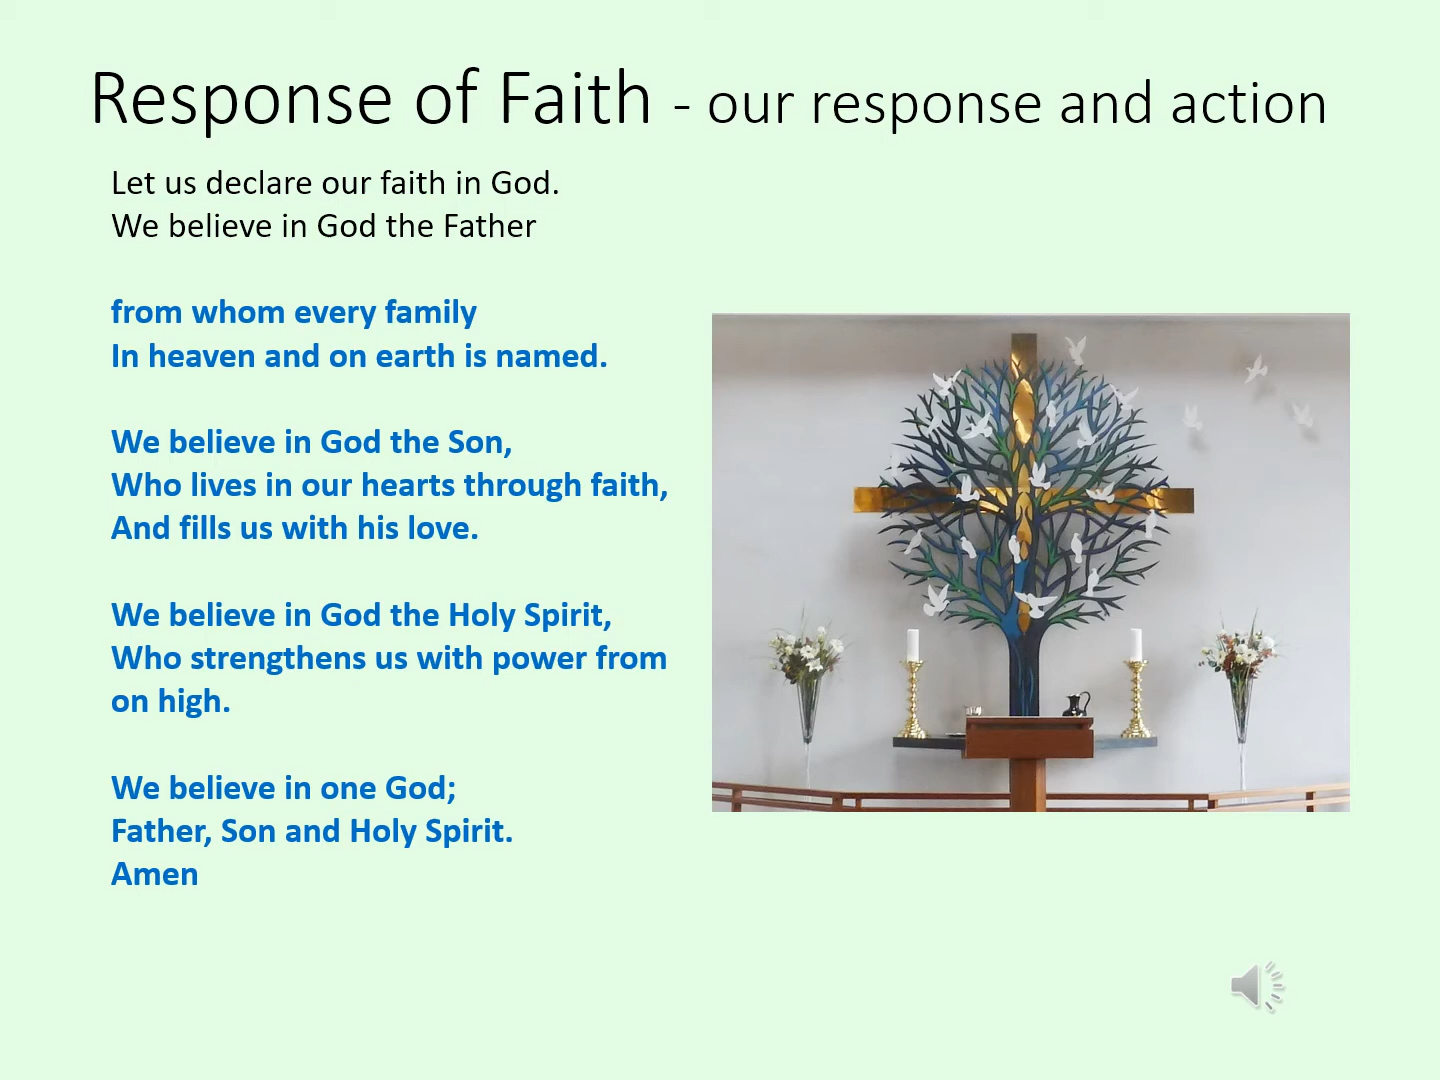 Response of Faith - our response and action
Let us declare our faith in God.
We believe in God the Father
from whom every family
In heaven and on earth is named.
We believe in God the Son,
Who lives in our hearts through faith,
And fills us with his love.
We believe in God the Holy Spirit,
Who strengthens us with power from
on high.
We believe in one God;
Father, Son and Holy Spirit.
Amen